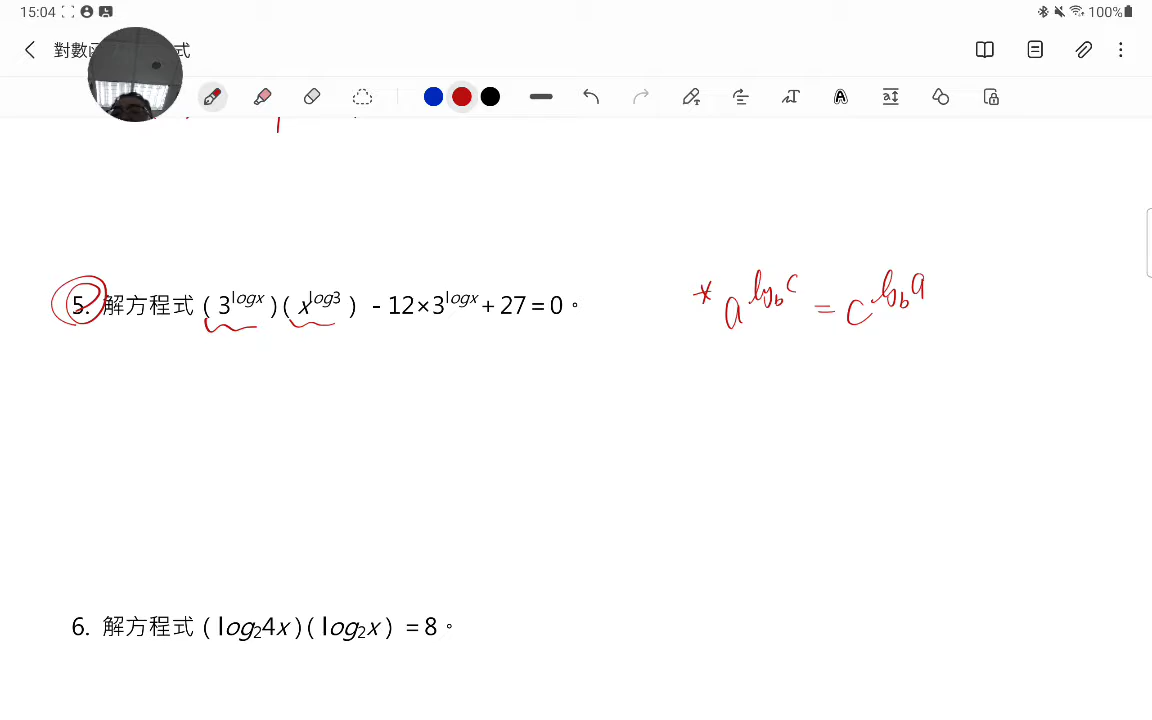 15:04
100%
對數 式
5. 解方程式 ( 3^{logx} ) ( x^{log3} ) - 12×3^{logx} + 27 = 0。
* a^{log_b c} = c^{log_b a}
6. 解方程式 ( log₂4x ) ( log₂x ) = 8。